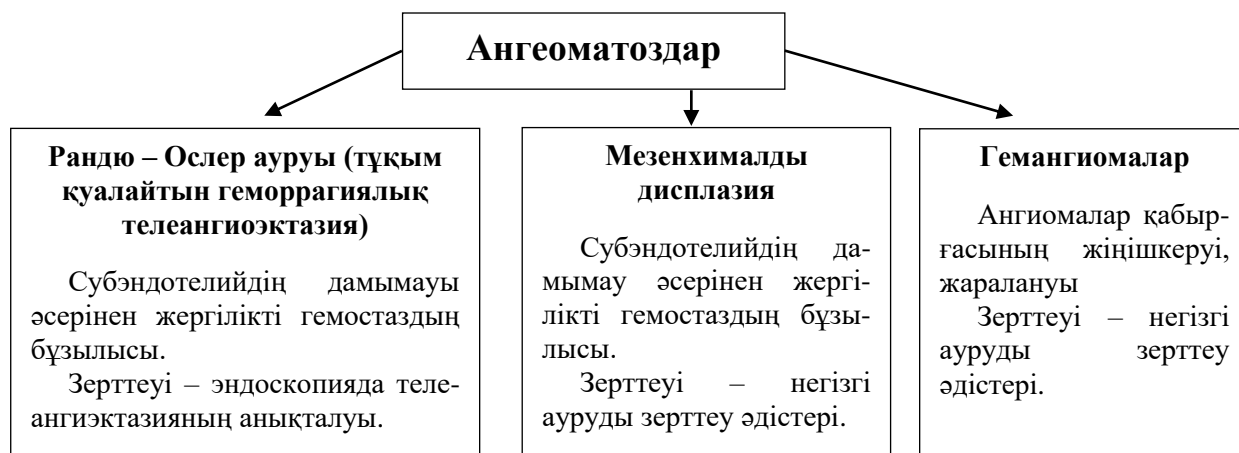 Ангеоматоздар
Рандю – Ослер ауруы (тұқым
қуалайтын геморрагиялық
телеангиоэктазия)
Субэндотелийдің дамымауы
әсерінен жергілікті гемостаздың
бұзылысы.
Зерттеуі – эндоскопияда теле-
ангиэктазияның анықталуы.
Мезенхималды
дисплазия
Субэндотелийдің да-
мымау әсерінен жергі-
лікті гемостаздың бұзы-
лысы.
Зерттеуі – негізгі
ауруды зерттеу әдістері.
Гемангиомалар
Ангиомалар қабыр-
ғасының жіңішкеруі,
жаралануы
Зерттеуі – негізгі
ауруды зерттеу
әдістері.